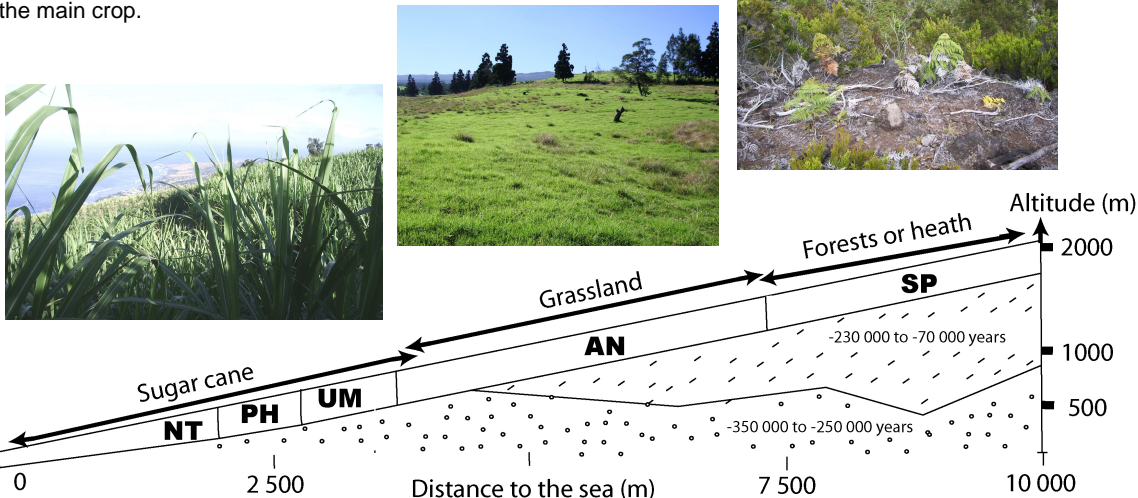 the main crop.
Altitude (m)
Forests or heath
2000
Grassland
SP
-230 000 to -70 000 years
AN
1000
Sugar cane
UM
PH
NT
500
-350 000 to -250 000 years
0
2 500
Distance to the sea (m)
7 500
10 000